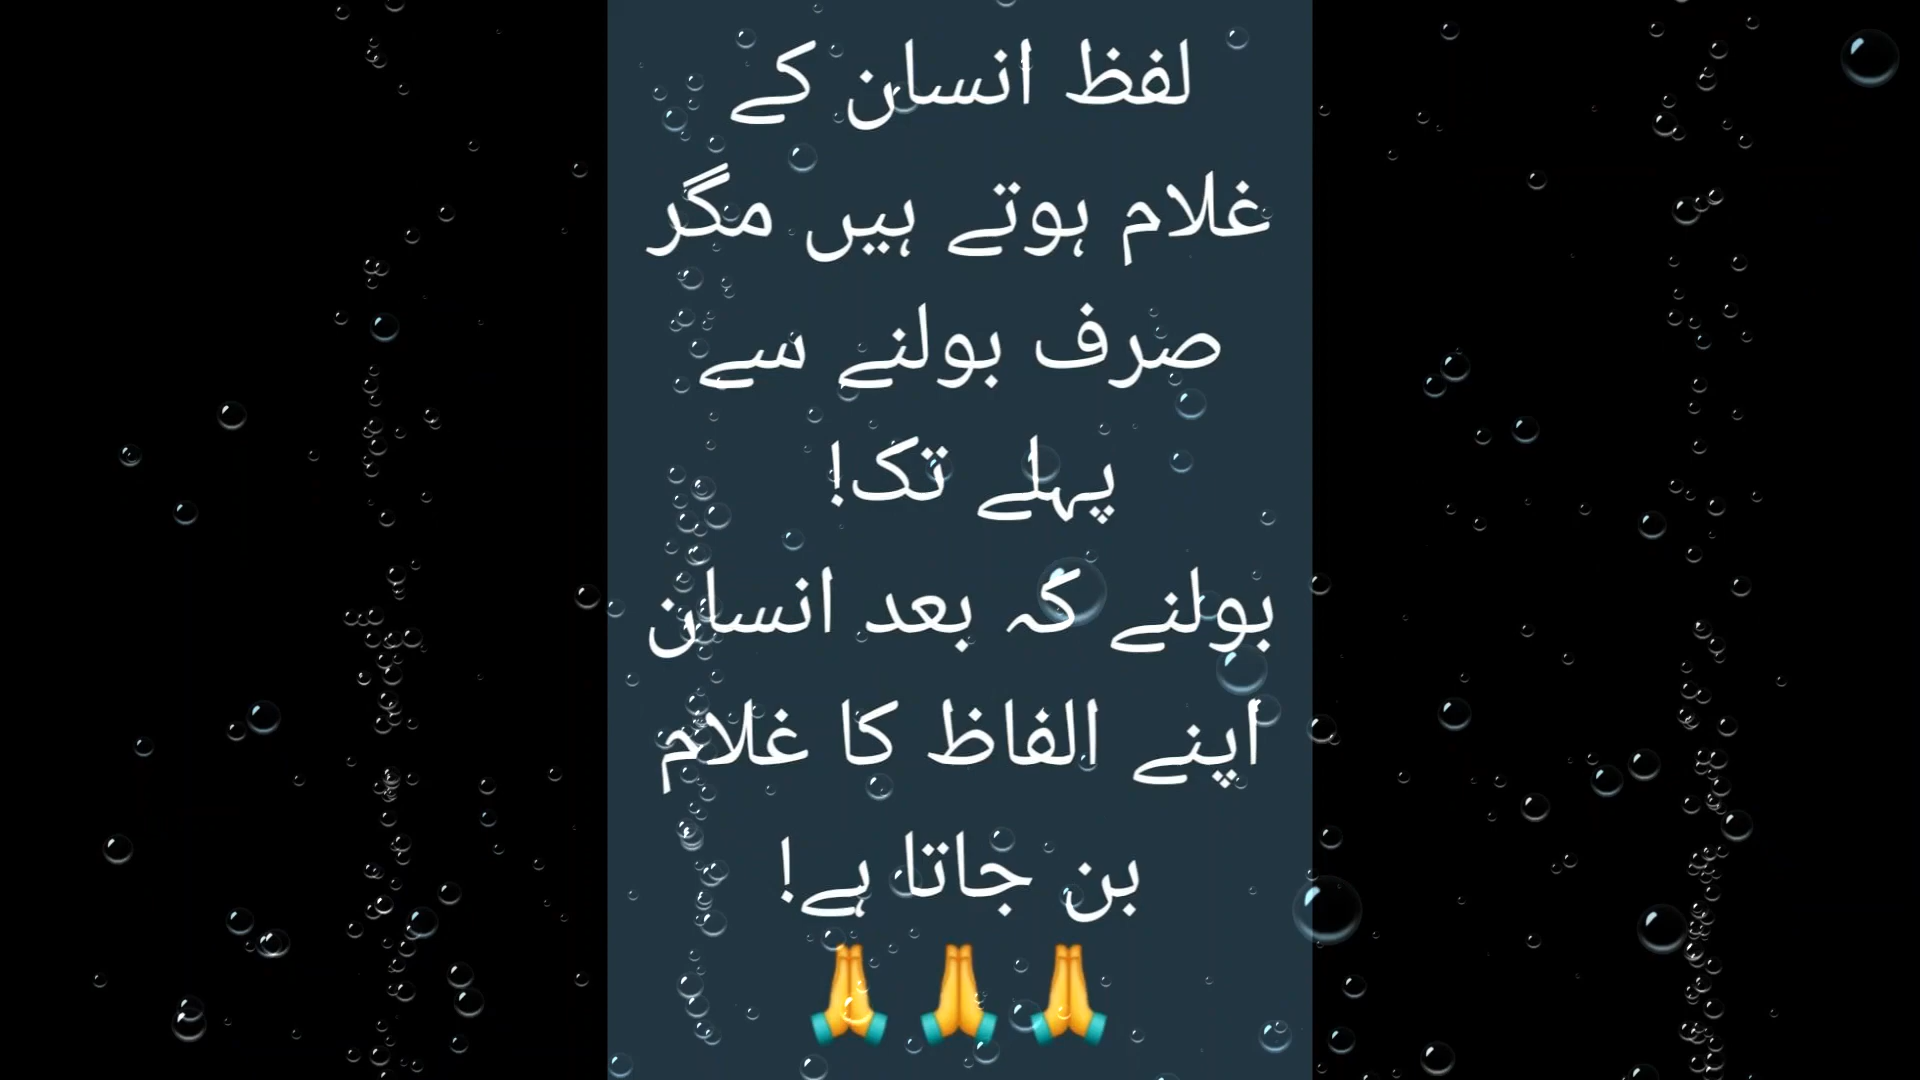 لفظ انسان کے
غلام ہوتے ہیں مگر
صرف بولنے سے
پہلے تک!
بولنے گہ بعد انسان
اپنے الفاظ کا غلام
بن جاتا ہے!
🙏 🙏 🙏